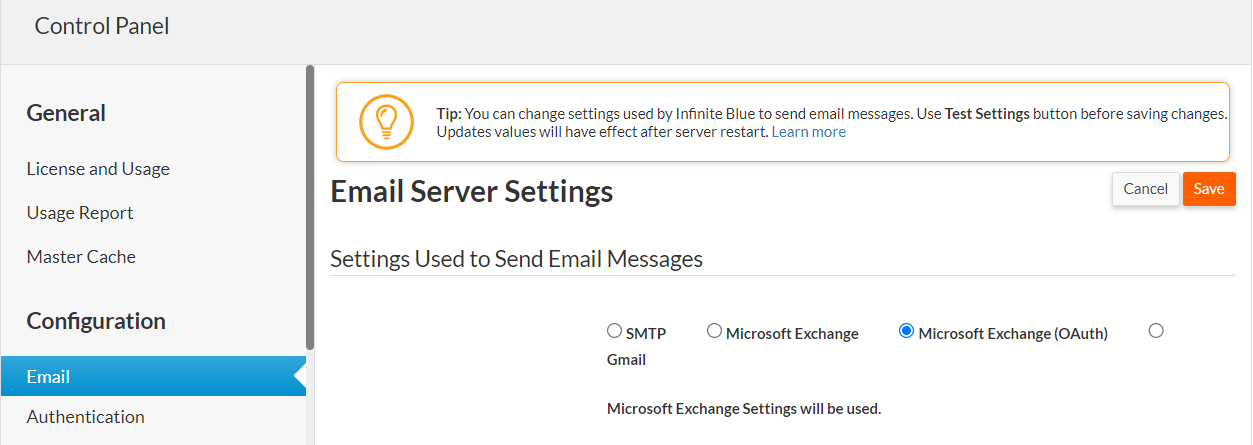 Control Panel
General
License and Usage
Usage Report
Master Cache
Configuration
Email
Authentication
Tip: You can change settings used by Infinite Blue to send email messages. Use Test Settings button before saving changes.
Updates values will have effect after server restart. Learn more
Email Server Settings
Cancel
Save
Settings Used to Send Email Messages
SMTP Microsoft Exchange Microsoft Exchange (OAuth)
Gmail
Microsoft Exchange Settings will be used.